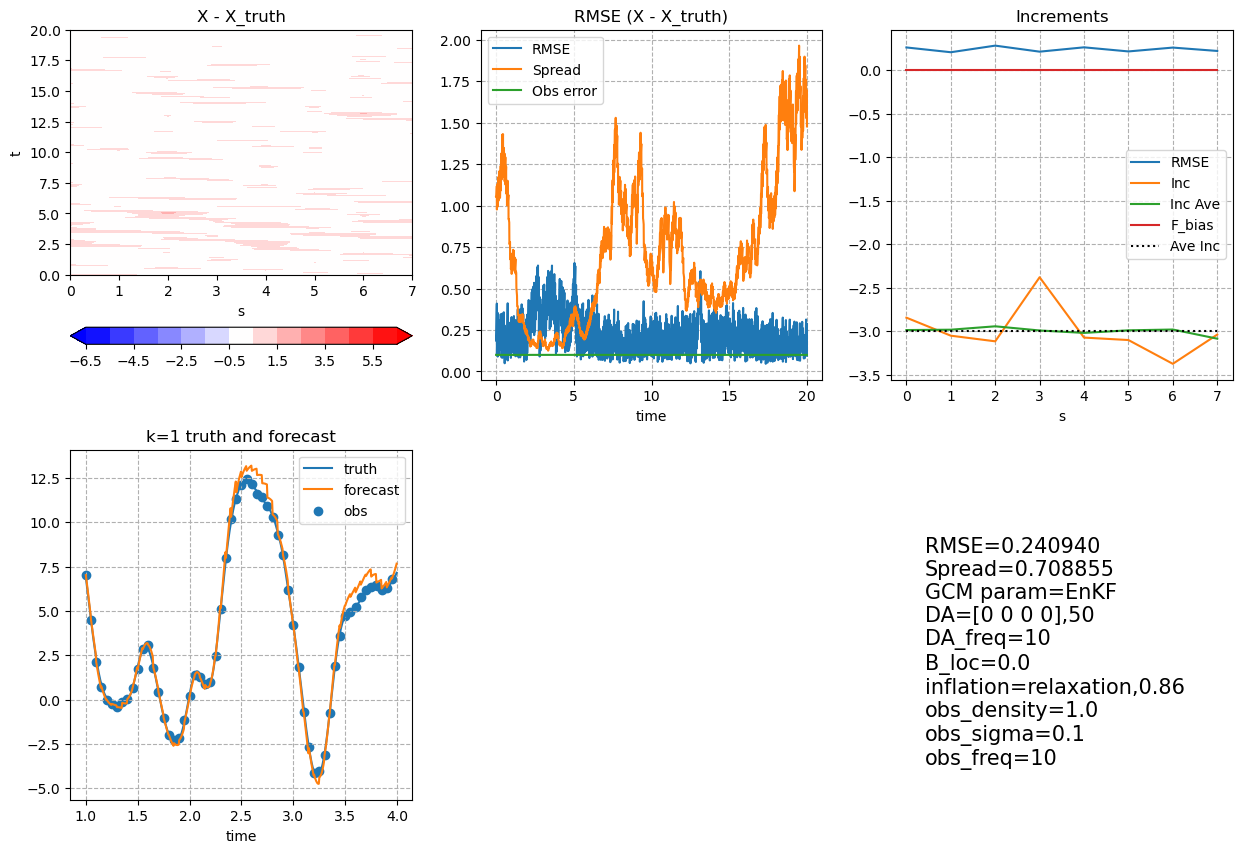 X - X_truth
20.0
17.5
15.0
12.5
10.0
7.5
5.0
2.5
0.0
t
0 1 2 3 4 5 6 7
s
−6.5 −4.5 −2.5 −0.5 1.5 3.5 5.5
RMSE (X - X_truth)
2.00
1.75
1.50
1.25
1.00
0.75
0.50
0.25
0.00
RMSE
Spread
Obs error
0 5 10 15 20
time
Increments
0.0
−0.5
−1.0
−1.5
−2.0
−2.5
−3.0
−3.5
RMSE
Inc
Inc Ave
F_bias
Ave Inc
0 1 2 3 4 5 6 7
s
k=1 truth and forecast
12.5
10.0
7.5
5.0
2.5
0.0
−2.5
−5.0
truth
forecast
obs
1.0 1.5 2.0 2.5 3.0 3.5 4.0
time
RMSE=0.240940
Spread=0.708855
GCM param=EnKF
DA=[0 0 0 0],50
DA_freq=10
B_loc=0.0
inflation=relaxation,0.86
obs_density=1.0
obs_sigma=0.1
obs_freq=10